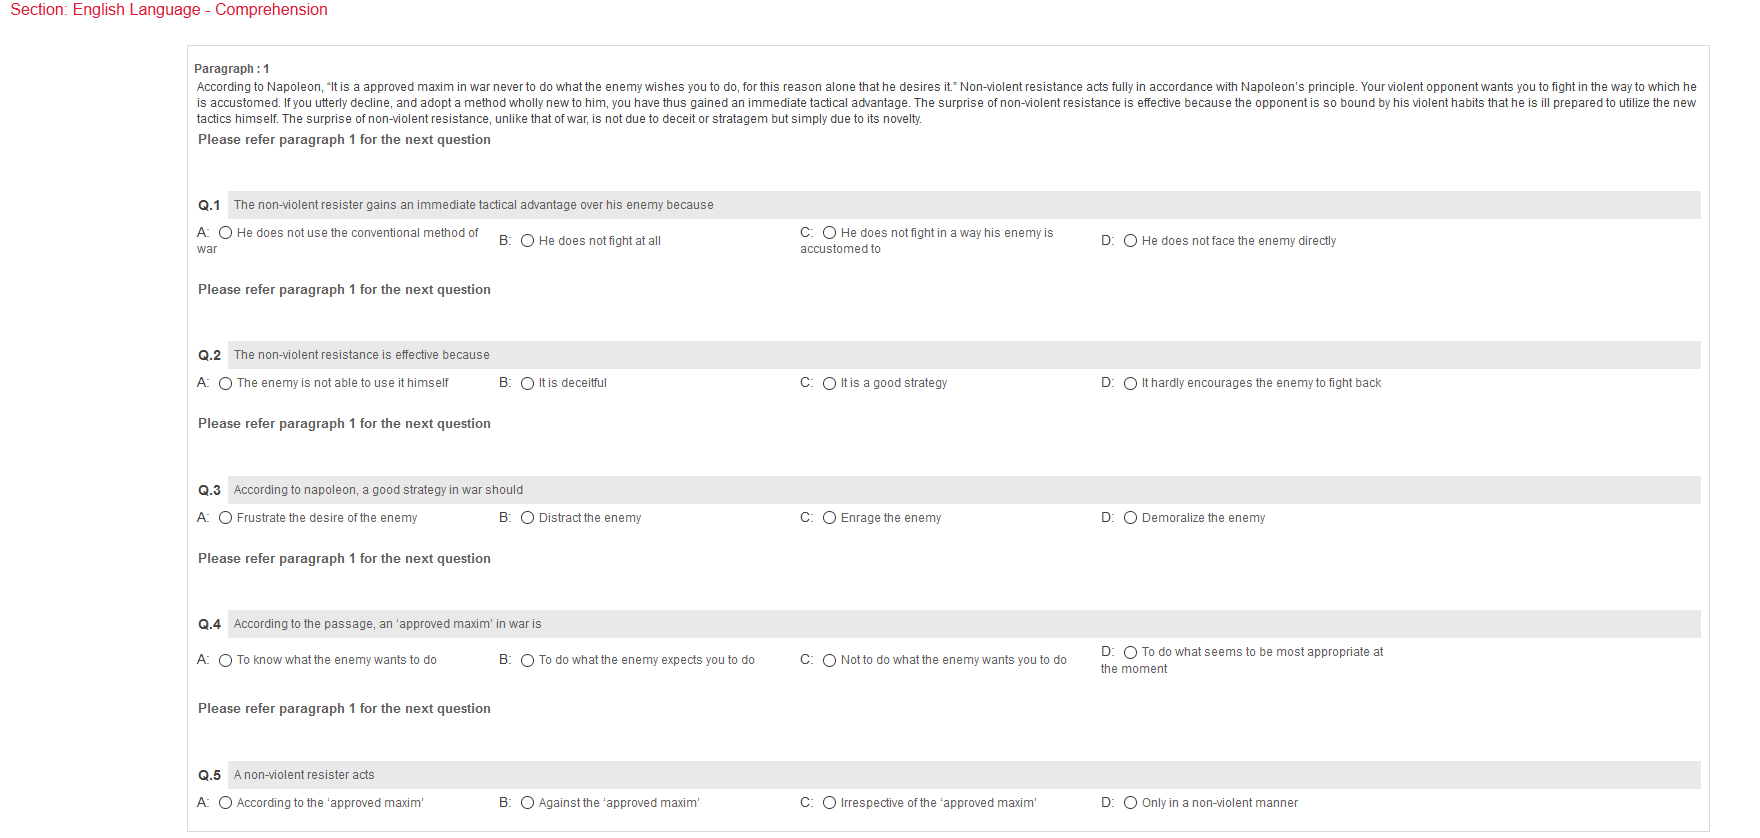 Section: English Language - Comprehension
Paragraph : 1
According to Napoleon, “It is a approved maxim in war never to do what the enemy wishes you to do, for this reason alone that he desires it.” Non-violent resistance acts fully in accordance with Napoleon’s principle. Your violent opponent wants you to fight in the way to which he
is accustomed. If you utterly decline, and adopt a method wholly new to him, you have thus gained an immediate tactical advantage. The surprise of non-violent resistance is effective because the opponent is so bound by his violent habits that he is ill prepared to utilize the new
tactics himself. The surprise of non-violent resistance, unlike that of war, is not due to deceit or stratagem but simply due to its novelty.
Please refer paragraph 1 for the next question
Q.1 The non-violent resister gains an immediate tactical advantage over his enemy because
A: He does not use the conventional method of
war
B: He does not fight at all
C: He does not fight in a way his enemy is
accustomed to
D: He does not face the enemy directly
Please refer paragraph 1 for the next question
Q.2 The non-violent resistance is effective because
A: The enemy is not able to use it himself B: It is deceitful C: It is a good strategy D: It hardly encourages the enemy to fight back
Please refer paragraph 1 for the next question
Q.3 According to napoleon, a good strategy in war should
A: Frustrate the desire of the enemy B: Distract the enemy C: Enrage the enemy D: Demoralize the enemy
Please refer paragraph 1 for the next question
Q.4 According to the passage, an ‘approved maxim’ in war is
A: To know what the enemy wants to do B: To do what the enemy expects you to do C: Not to do what the enemy wants you to do
D: To do what seems to be most appropriate at
the moment
Please refer paragraph 1 for the next question
Q.5 A non-violent resister acts
A: According to the ‘approved maxim’ B: Against the ‘approved maxim’ C: Irrespective of the ‘approved maxim’ D: Only in a non-violent manner